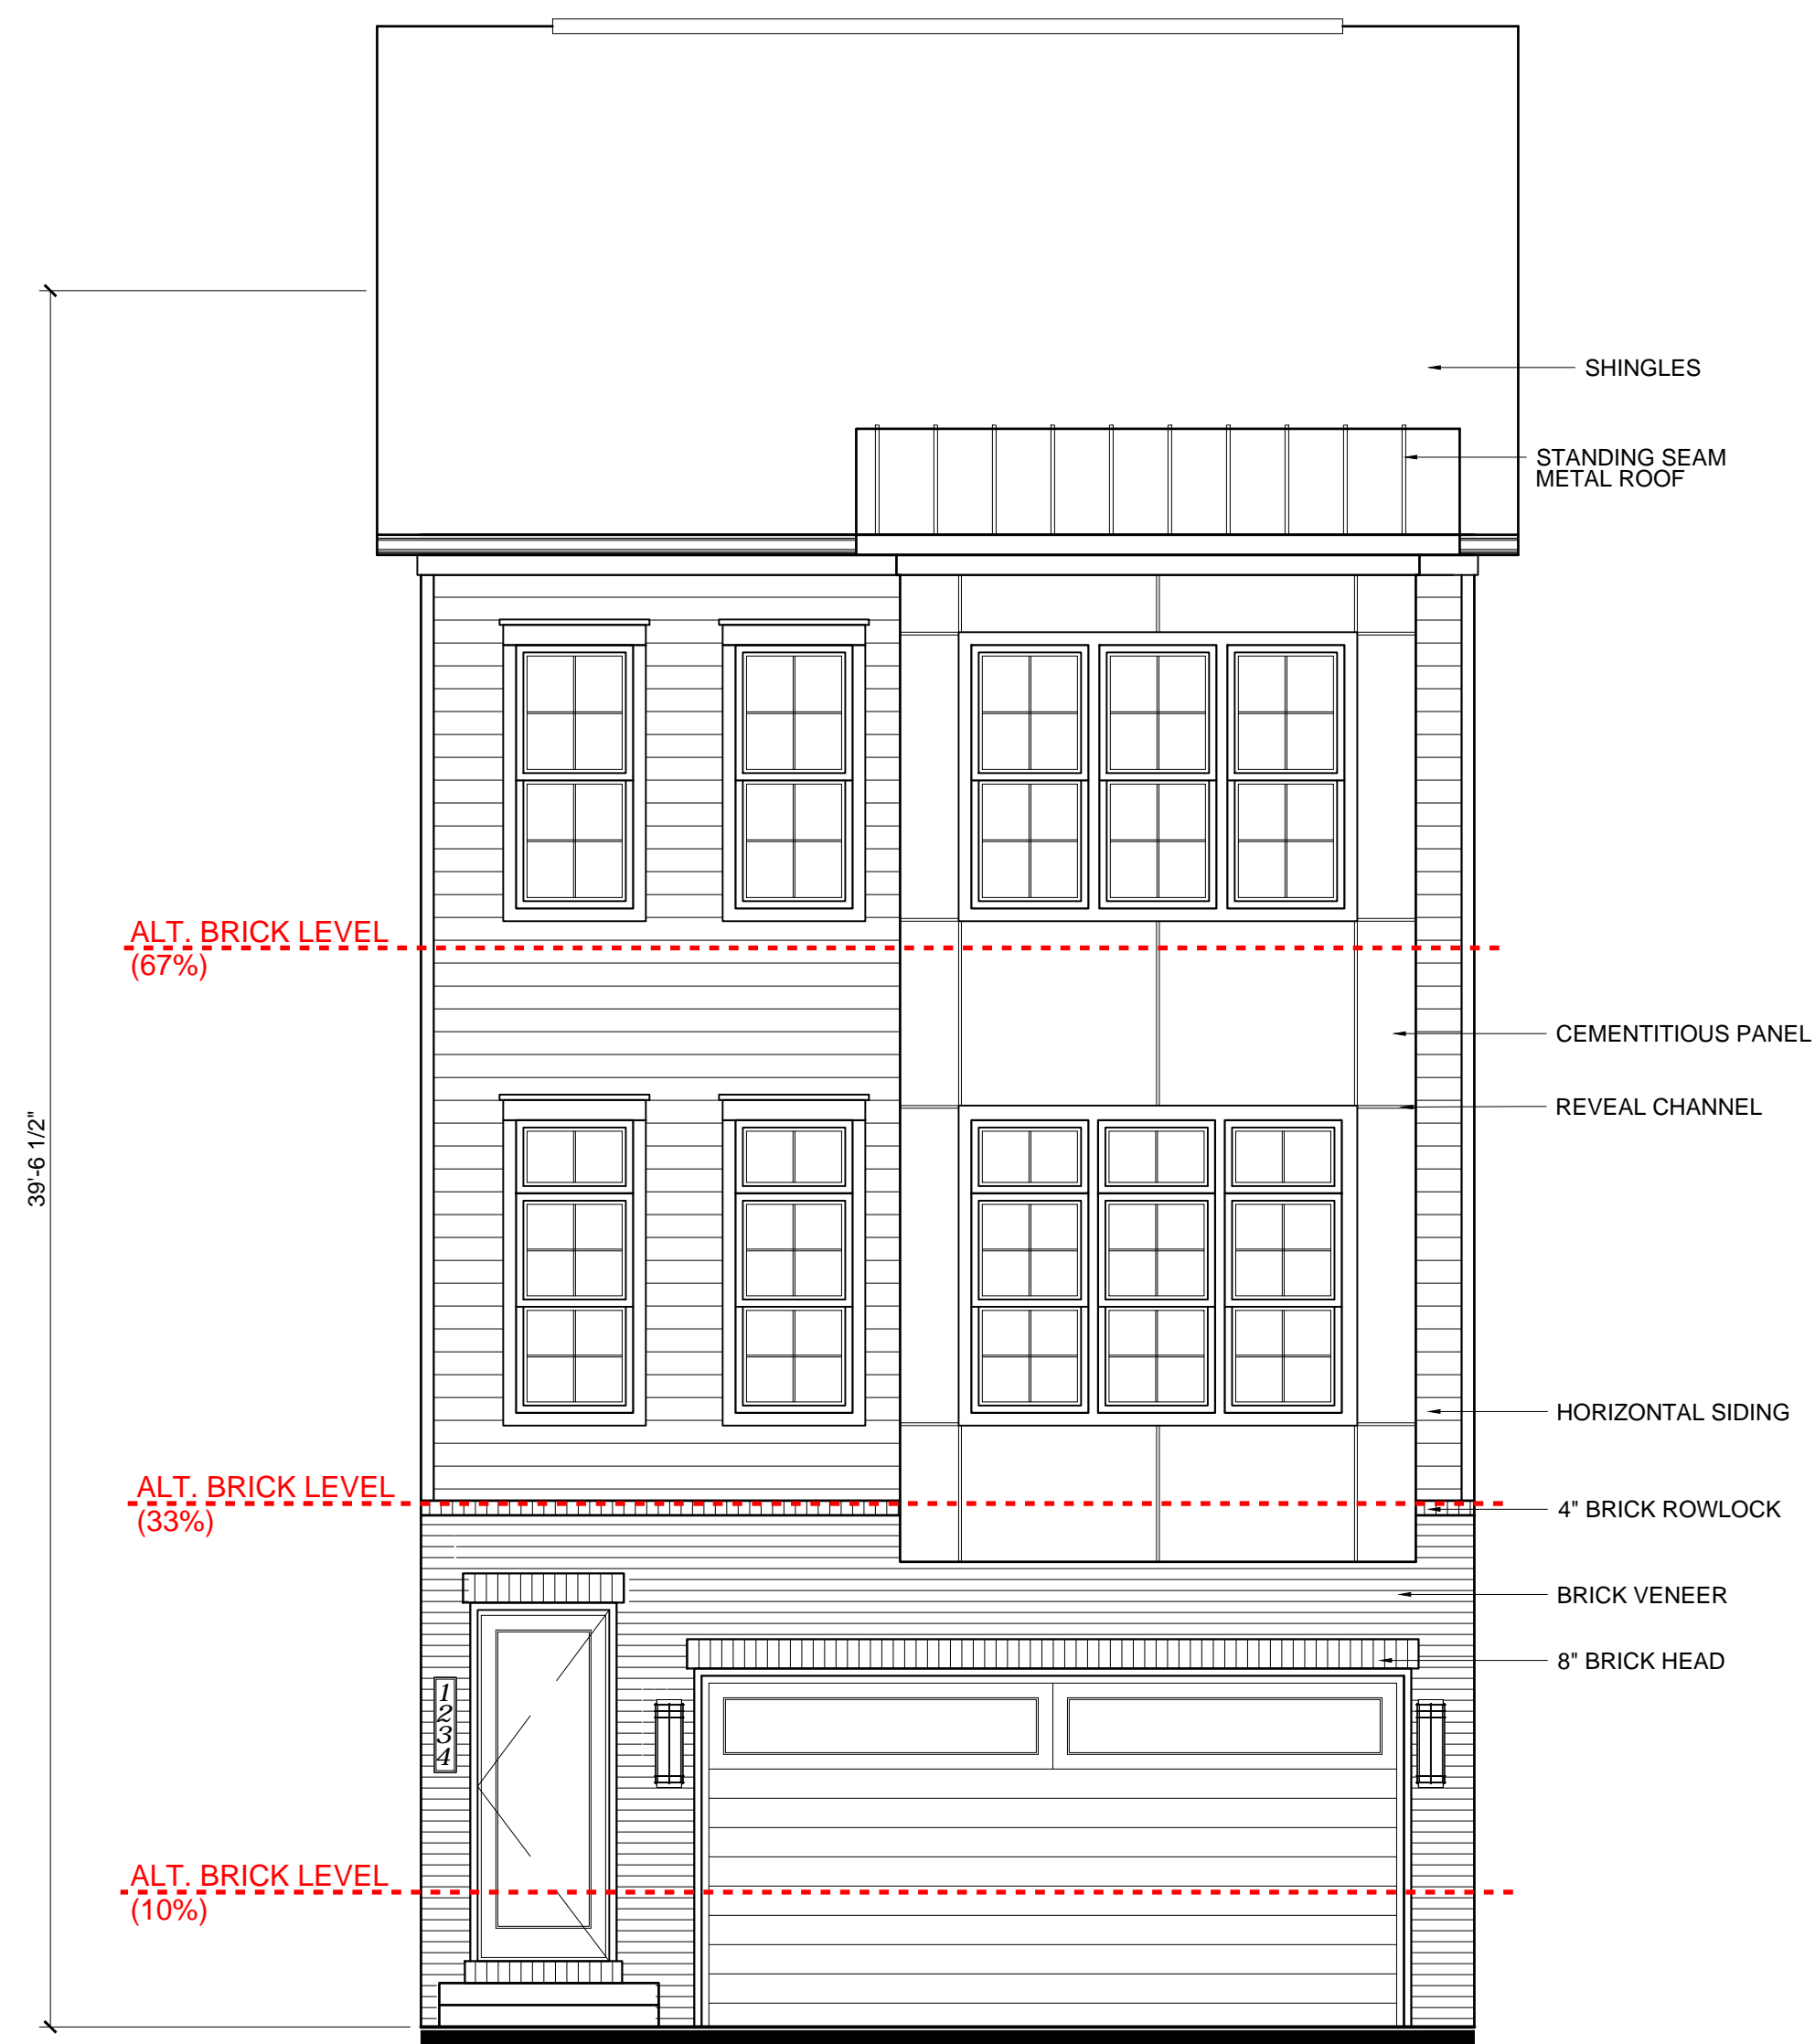 SHINGLES
STANDING SEAM
METAL ROOF
ALT. BRICK LEVEL
(67%)
CEMENTITIOUS PANEL
REVEAL CHANNEL
39'-6 1/2"
HORIZONTAL SIDING
ALT. BRICK LEVEL
(33%)
4" BRICK ROWLOCK
BRICK VENEER
8" BRICK HEAD
1
2
3
4
ALT. BRICK LEVEL
(10%)